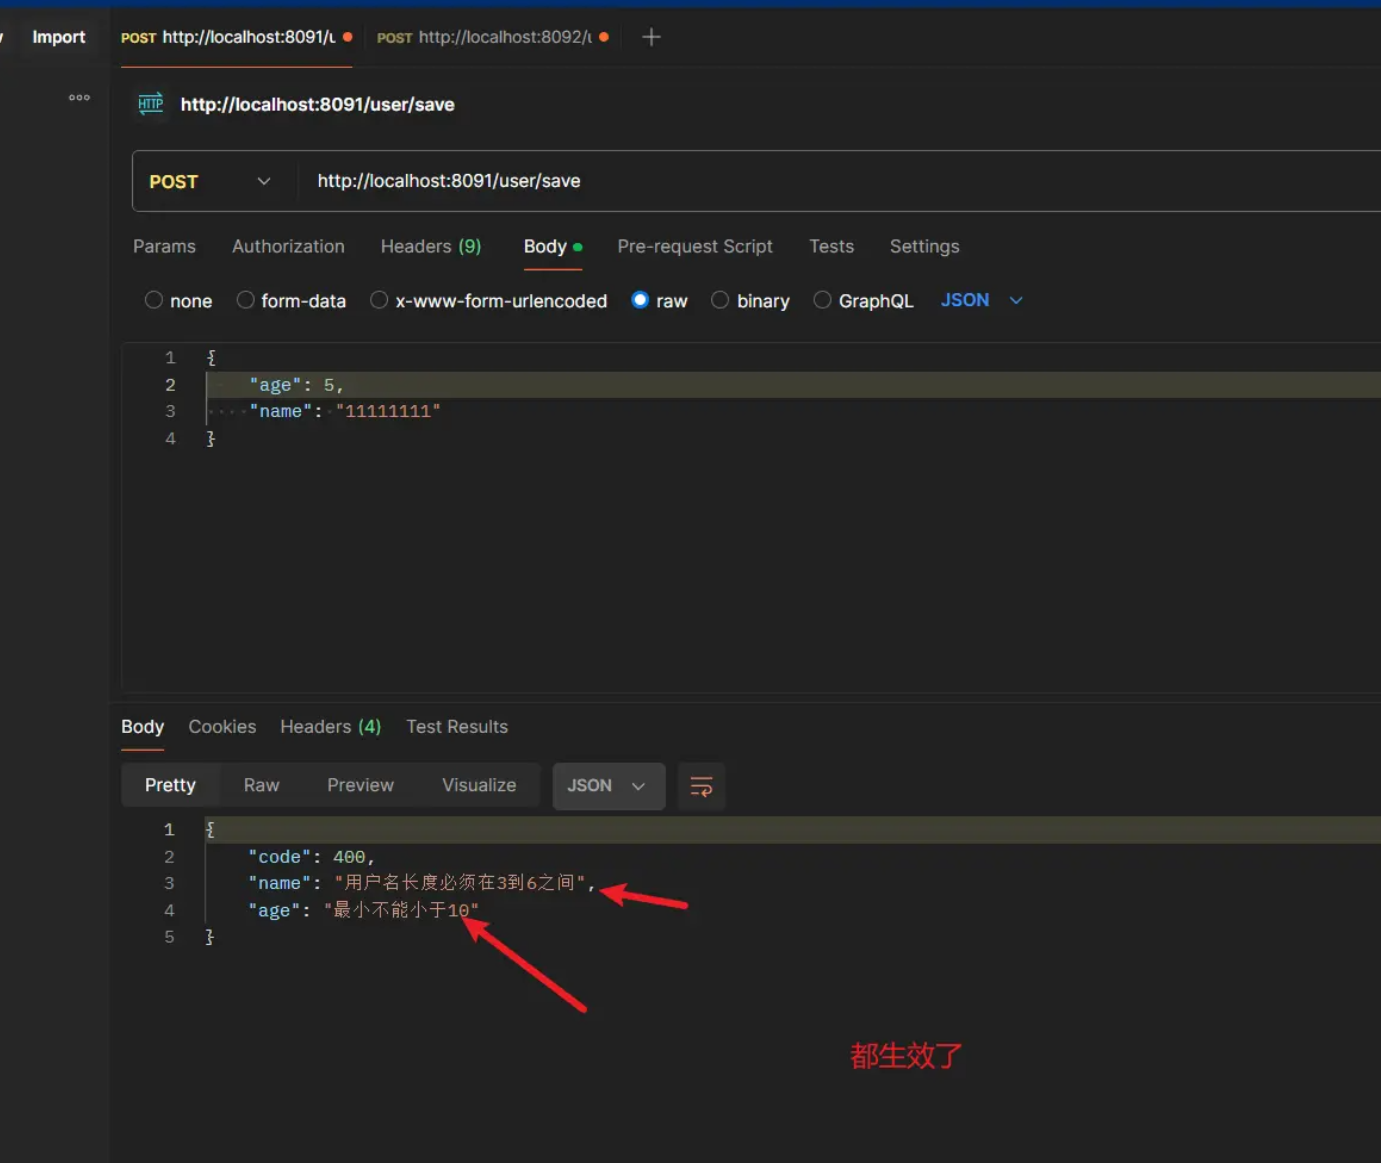 Import
POST http://localhost:8091/u
POST http://localhost:8092/u
HTTP http://localhost:8091/user/save
POST http://localhost:8091/user/save
Params Authorization Headers (9) Body Pre-request Script Tests Settings
none form-data x-www-form-urlencoded raw binary GraphQL JSON
1 {
2 "age": 5,
3 "name": "11111111"
4 }
Body Cookies Headers (4) Test Results
Pretty Raw Preview Visualize JSON
1 {
2 "code": 400,
3 "name": "用户名长度必须在3到6之间",
4 "age": "最小不能小于10"
5 }
都生效了